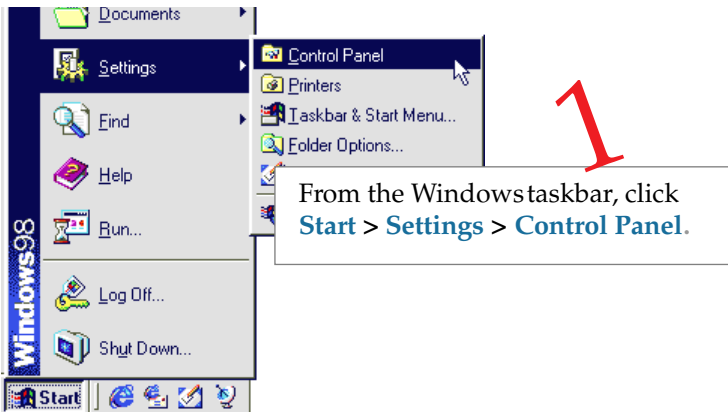 Documents
Settings
Find
Help
Run...
Log Off...
Shut Down...
Windows98
Start
Control Panel
Printers
Taskbar & Start Menu...
Folder Options...
1
From the Windows taskbar, click
Start > Settings > Control Panel.